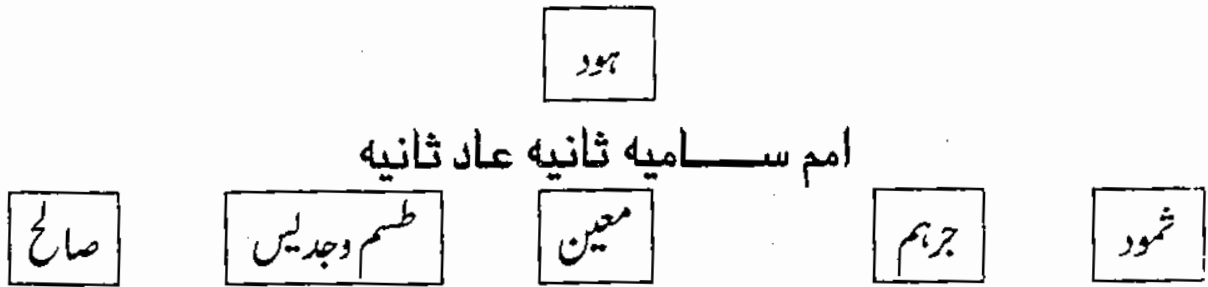 ہود
امم سامیہ ثانیہ عاد ثانیہ
ثمود جرہم معین طسم وجدیس صالح